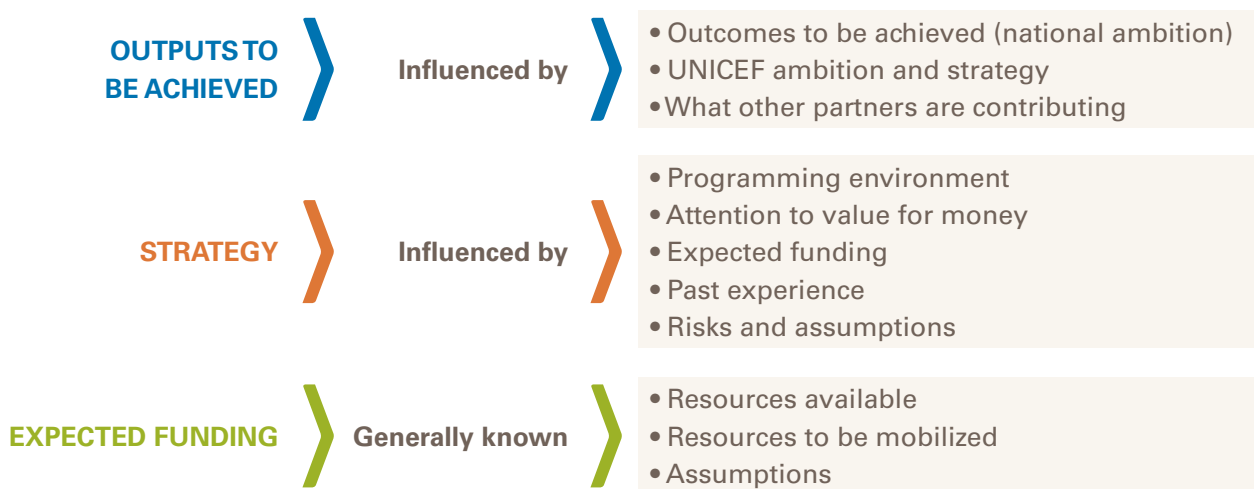 OUTPUTS TO
BE ACHIEVED
Influenced by
• Outcomes to be achieved (national ambition)
• UNICEF ambition and strategy
• What other partners are contributing
STRATEGY
Influenced by
• Programming environment
• Attention to value for money
• Expected funding
• Past experience
• Risks and assumptions
EXPECTED FUNDING
Generally known
• Resources available
• Resources to be mobilized
• Assumptions